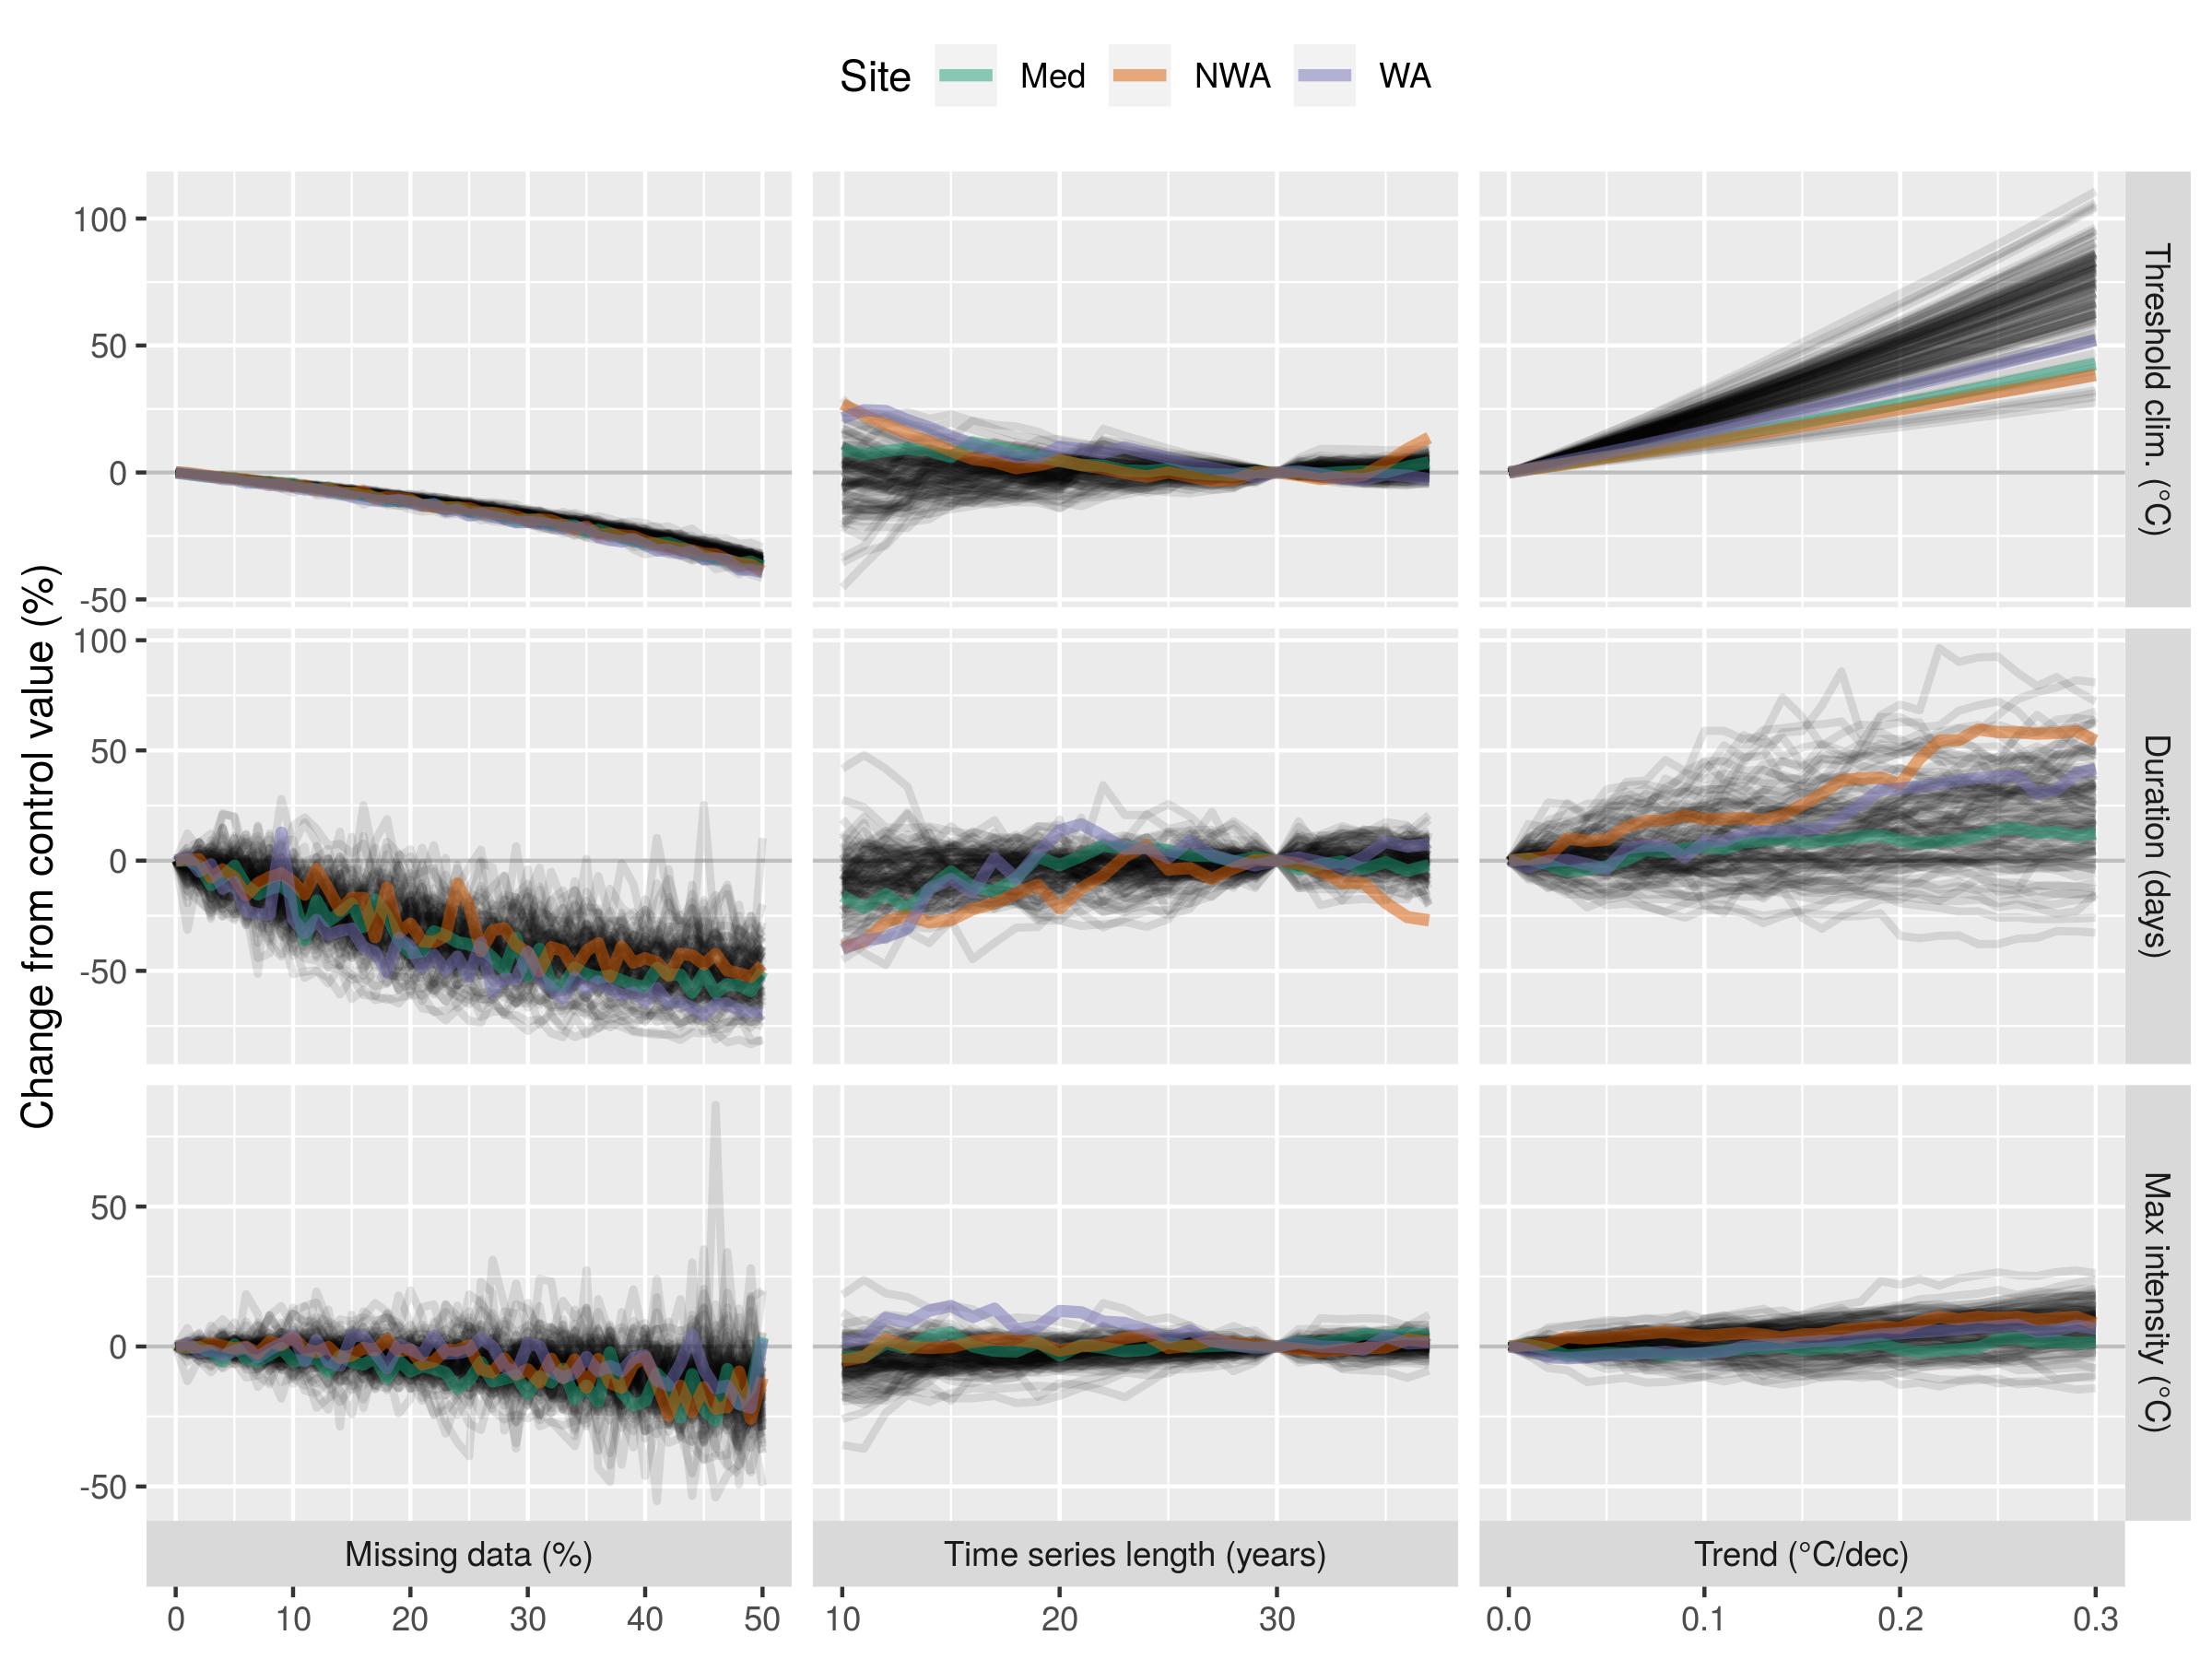 Site Med NWA WA
100
50
0
-50
Threshold clim. (°C)
100
50
0
-50
Duration (days)
50
0
-50
Max intensity (°C)
Change from control value (%)
Missing data (%) Time series length (years) Trend (°C/dec)
0 10 20 30 40 50 10 20 30 0.0 0.1 0.2 0.3